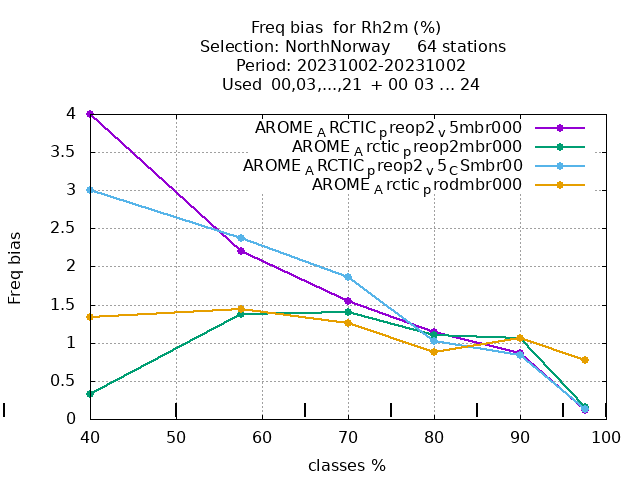 Freq bias for Rh2m (%)
Selection: NorthNorway 64 stations
Period: 20231002-20231002
Used 00,03,...,21 + 00 03 ... 24
AROME_ARCTIC_preop2_v5mbr000
AROME_Arctic_preop2mbr000
AROME_ARCTIC_preop2_v5_CSmbr00
AROME_Arctic_prodmbr000
4
3.5
3
2.5
2
1.5
1
0.5
0
Freq bias
40 50 60 70 80 90 100
classes %